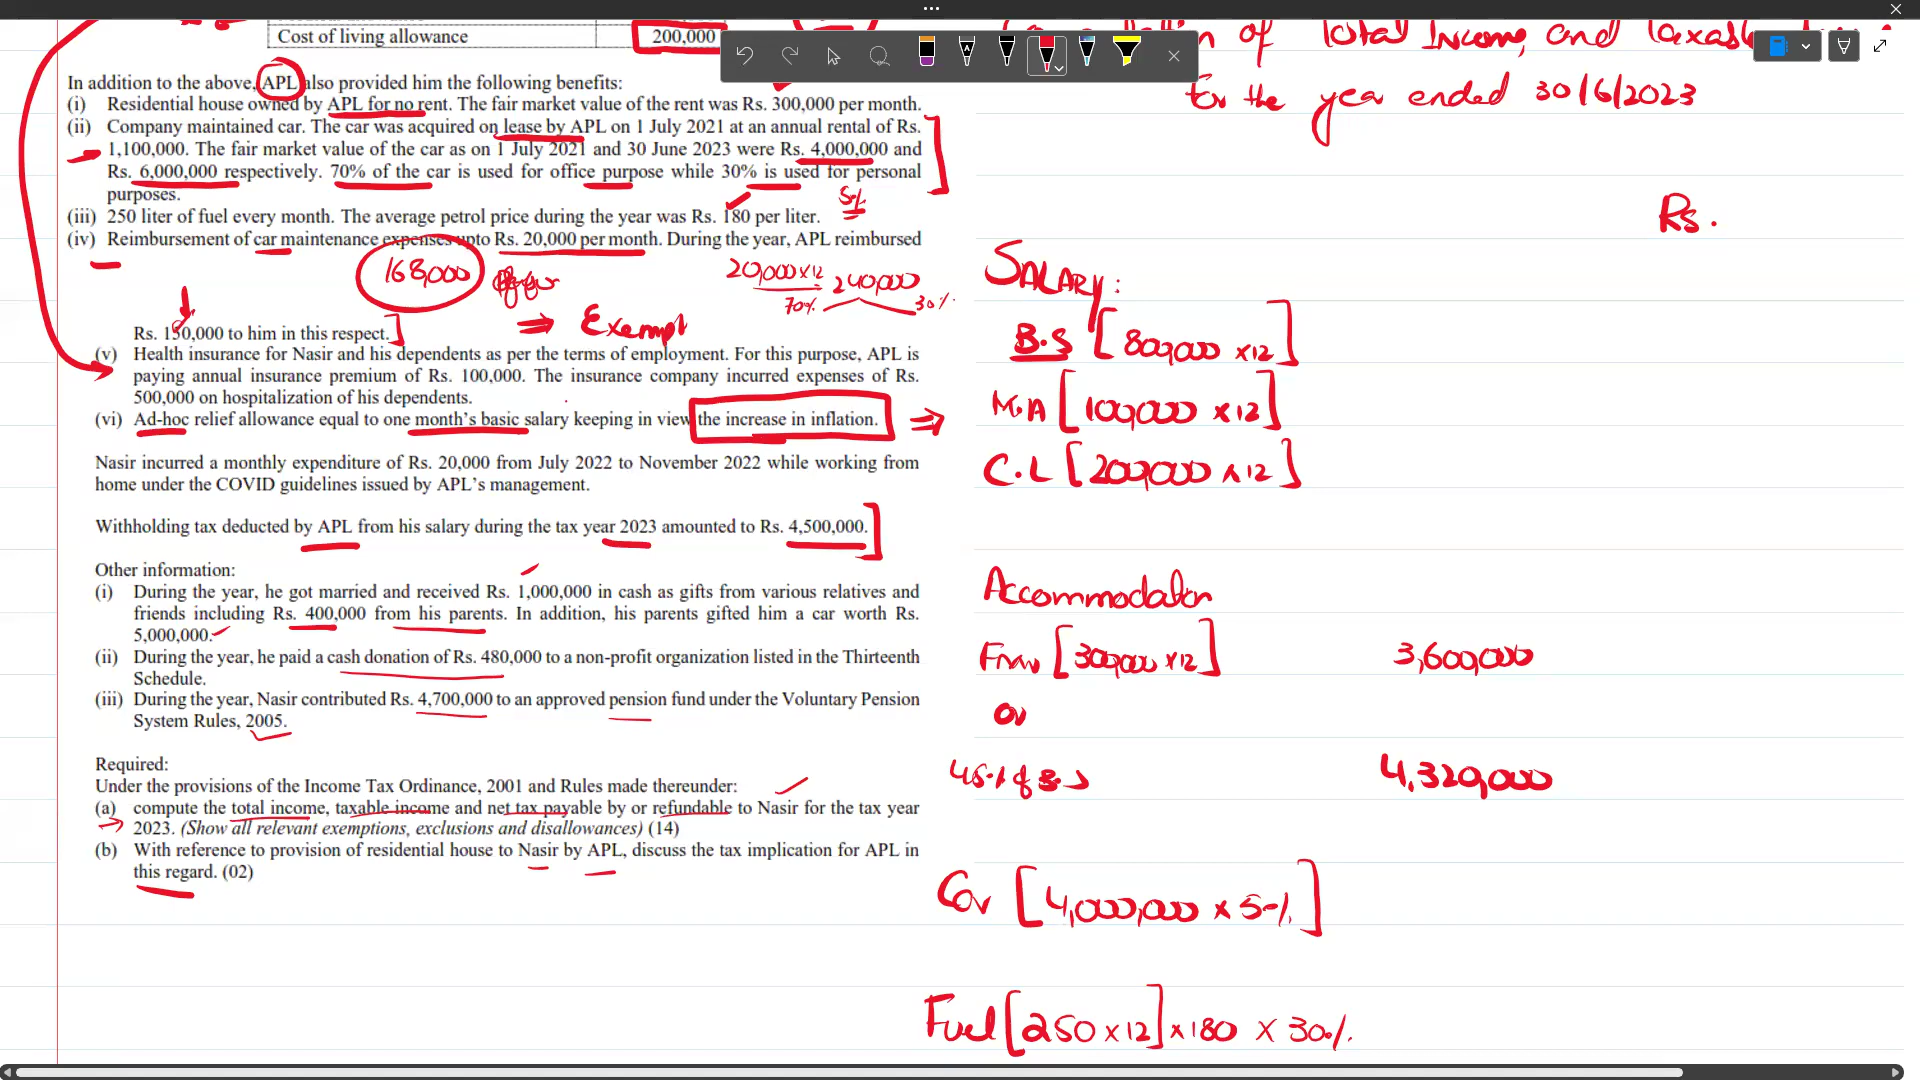 Cost of living allowance 200,000
In addition to the above, APL also provided him the following benefits:
(i) Residential house owned by APL for no rent. The fair market value of the rent was Rs. 300,000 per month.
(ii) Company maintained car. The car was acquired on lease by APL on 1 July 2021 at an annual rental of Rs.
1,100,000. The fair market value of the car as on 1 July 2021 and 30 June 2023 were Rs. 4,000,000 and
Rs. 6,000,000 respectively. 70% of the car is used for office purpose while 30% is used for personal
purposes.
5%
(iii) 250 liter of fuel every month. The average petrol price during the year was Rs. 180 per liter.
(iv) Reimbursement of car maintenance expenses upto Rs. 20,000 per month. During the year, APL reimbursed
168,000
20,000 x 12 240,000
70% 30%
⇒ Exempt
Rs. 150,000 to him in this respect.
(v) Health insurance for Nasir and his dependents as per the terms of employment. For this purpose, APL is
paying annual insurance premium of Rs. 100,000. The insurance company incurred expenses of Rs.
500,000 on hospitalization of his dependents.
(vi) Ad-hoc relief allowance equal to one month's basic salary keeping in view the increase in inflation. ⇒
Nasir incurred a monthly expenditure of Rs. 20,000 from July 2022 to November 2022 while working from
home under the COVID guidelines issued by APL's management.
Withholding tax deducted by APL from his salary during the tax year 2023 amounted to Rs. 4,500,000.
Other information:
(i) During the year, he got married and received Rs. 1,000,000 in cash as gifts from various relatives and
friends including Rs. 400,000 from his parents. In addition, his parents gifted him a car worth Rs.
5,000,000.
(ii) During the year, he paid a cash donation of Rs. 480,000 to a non-profit organization listed in the Thirteenth
Schedule.
(iii) During the year, Nasir contributed Rs. 4,700,000 to an approved pension fund under the Voluntary Pension
System Rules, 2005.
Required:
Under the provisions of the Income Tax Ordinance, 2001 and Rules made thereunder:
(a) compute the total income, taxable income and net tax payable by or refundable to Nasir for the tax year
2023. (Show all relevant exemptions, exclusions and disallowances) (14)
(b) With reference to provision of residential house to Nasir by APL, discuss the tax implication for APL in
this regard. (02)
of Total Income, and Taxable
for the year ended 30/6/2023
Rs.
SALARY:
B.S [800,000 x12]
M.A [100,000 x12]
C.L [200,000 x12]
Accommodation
FMV [300,000 x12] 3,600,000
or
45% of B.S 4,320,000
Car [4,000,000 x 5%]
Fuel [250 x 12] x 180 x 30%